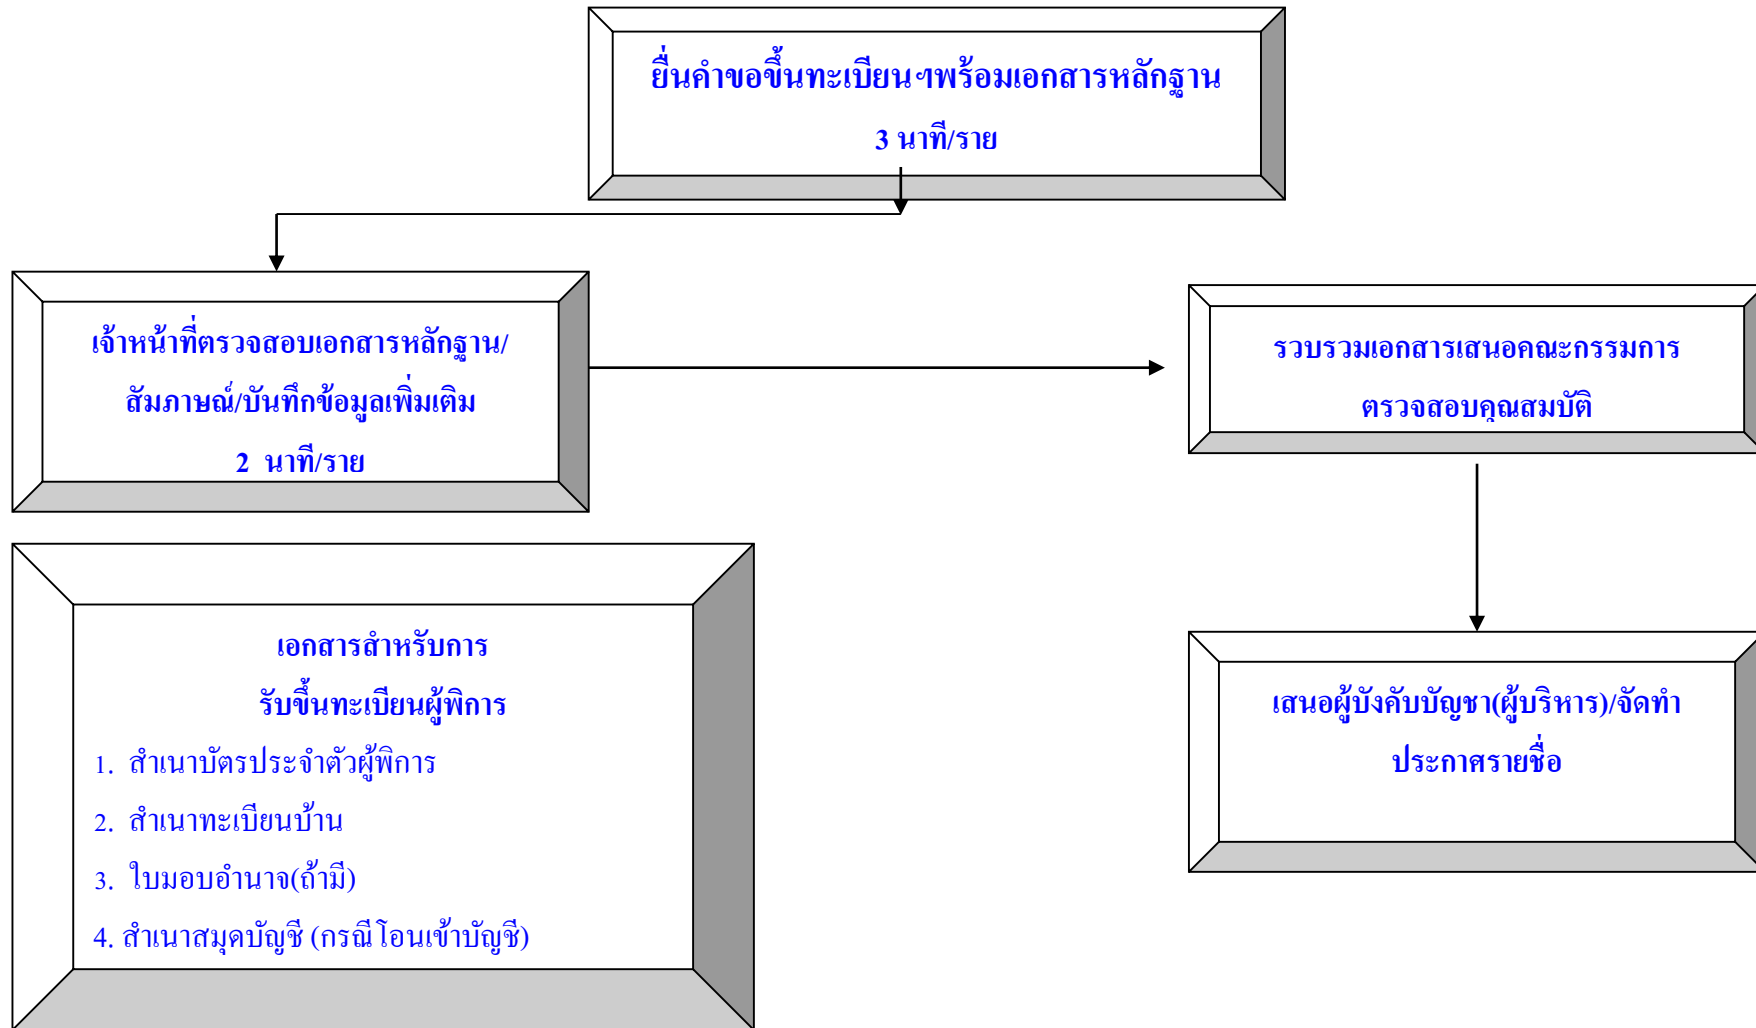 ยื่นคำขอขึ้นทะเบียนฯพร้อมเอกสารหลักฐาน
3 นาที/ราย
เจ้าหน้าที่ตรวจสอบเอกสารหลักฐาน/
สัมภาษณ์/บันทึกข้อมูลเพิ่มเติม
2 นาที/ราย
รวบรวมเอกสารเสนอคณะกรรมการ
ตรวจสอบคุณสมบัติ
เสนอผู้บังคับบัญชา(ผู้บริหาร)/จัดทำ
ประกาศรายชื่อ
เอกสารสำหรับการ
รับขึ้นทะเบียนผู้พิการ
1. สำเนาบัตรประจำตัวผู้พิการ
2. สำเนาทะเบียนบ้าน
3. ใบมอบอำนาจ(ถ้ามี)
4. สำเนาสมุดบัญชี (กรณีโอนเข้าบัญชี)